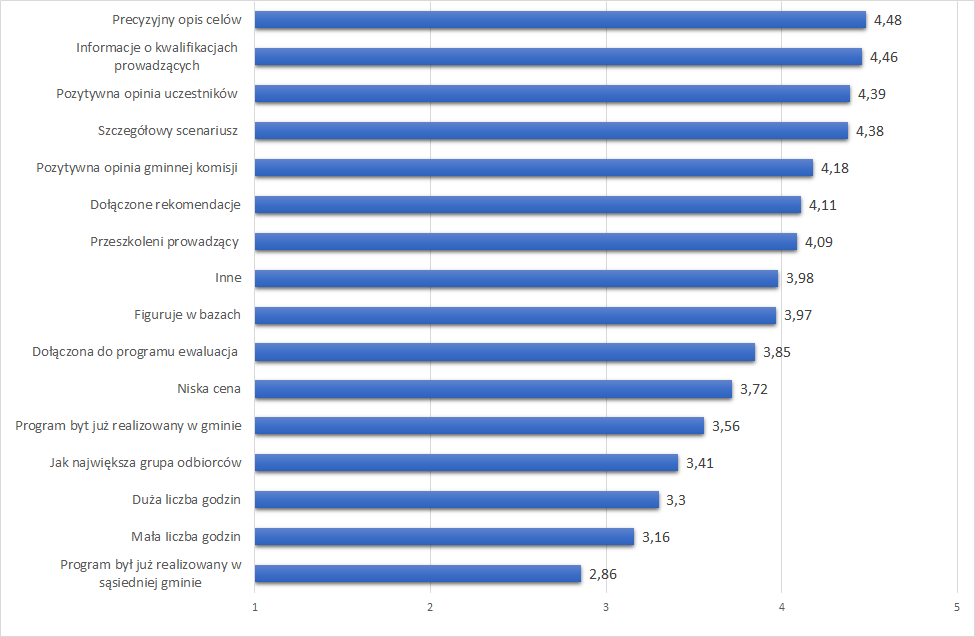 Precyzyjny opis celów 4,48
Informacje o kwalifikacjach
prowadzących 4,46
Pozytywna opinia uczestników 4,39
Szczegółowy scenariusz 4,38
Pozytywna opinia gminnej komisji 4,18
Dołączone rekomendacje 4,11
Przeszkoleni prowadzący 4,09
Inne 3,98
Figuruje w bazach 3,97
Dołączona do programu ewaluacja 3,85
Niska cena 3,72
Program byt już realizowany w gminie 3,56
Jak największa grupa odbiorców 3,41
Duża liczba godzin 3,3
Mała liczba godzin 3,16
Program był już realizowany w
sąsiedniej gminie 2,86
1 2 3 4 5